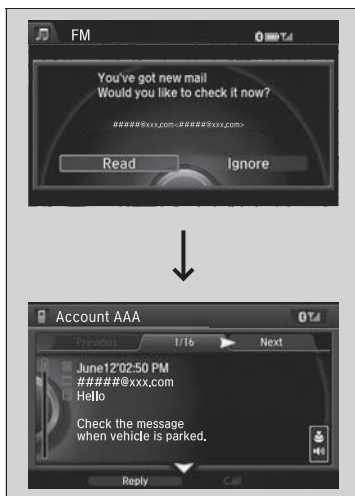 FM
You've got new mail
Would you like to check it now?
#####@xxx.com<#####@xxx.com>
Read Ignore
Account AAA
Previous 1/16 Next
June12'02:50 PM
#####@xxx.com
Hello
Check the message
when vehicle is parked.
Reply Call